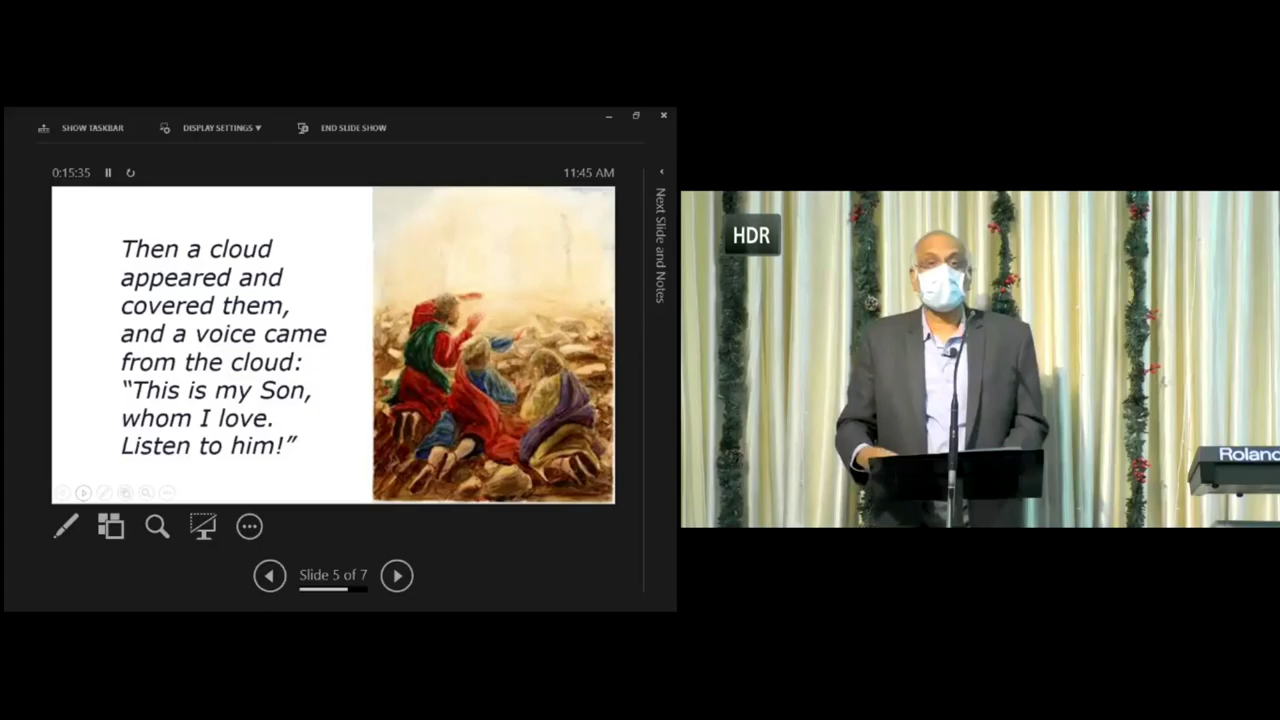 SHOW TASKBAR
DISPLAY SETTINGS ▼
END SLIDE SHOW
0:15:35
11:45 AM
Next Slide and Notes
Then a cloud
appeared and
covered them,
and a voice came
from the cloud:
“This is my Son,
whom I love.
Listen to him!”
Slide 5 of 7
HDR
Roland